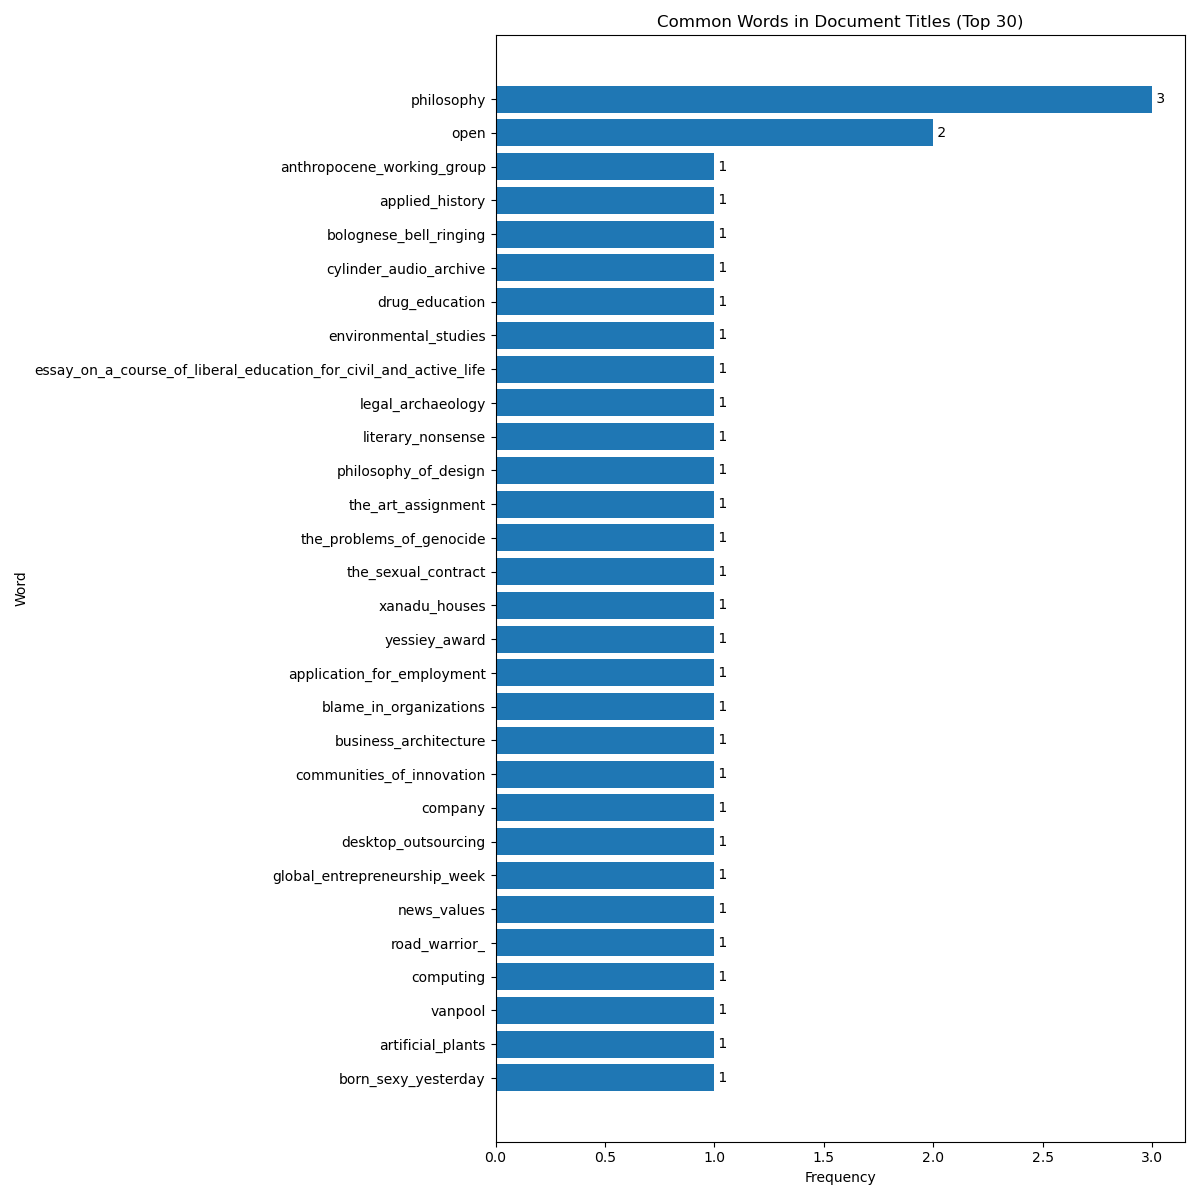 Common Words in Document Titles (Top 30)
philosophy 3
open 2
anthropocene_working_group 1
applied_history 1
bolognese_bell_ringing 1
cylinder_audio_archive 1
drug_education 1
environmental_studies 1
essay_on_a_course_of_liberal_education_for_civil_and_active_life 1
legal_archaeology 1
literary_nonsense 1
philosophy_of_design 1
the_art_assignment 1
the_problems_of_genocide 1
the_sexual_contract 1
xanadu_houses 1
yessiey_award 1
application_for_employment 1
blame_in_organizations 1
business_architecture 1
communities_of_innovation 1
company 1
desktop_outsourcing 1
global_entrepreneurship_week 1
news_values 1
road_warrior_ 1
computing 1
vanpool 1
artificial_plants 1
born_sexy_yesterday 1
Word
0.0 0.5 1.0 1.5 2.0 2.5 3.0
Frequency